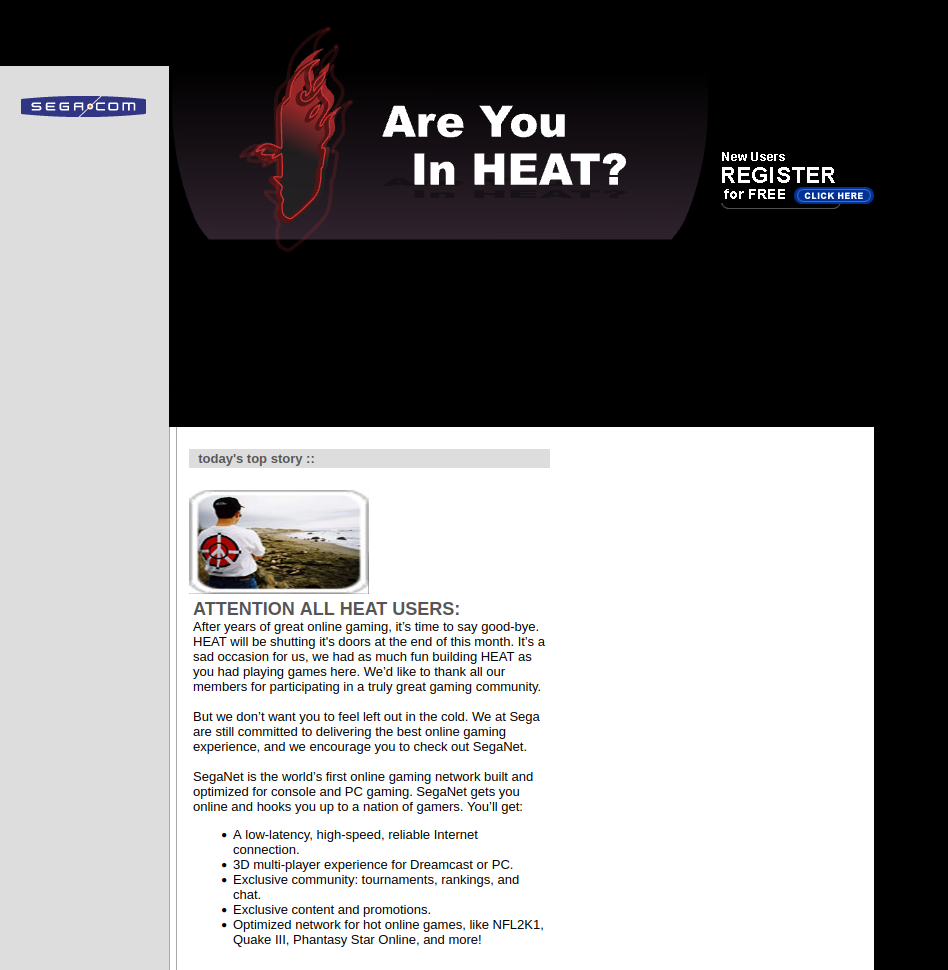 SEGA.COM
Are You
In HEAT?
New Users
REGISTER
for FREE CLICK HERE
today's top story ::
ATTENTION ALL HEAT USERS:
After years of great online gaming, it’s time to say good-bye.
HEAT will be shutting it's doors at the end of this month. It’s a
sad occasion for us, we had as much fun building HEAT as
you had playing games here. We’d like to thank all our
members for participating in a truly great gaming community.
But we don’t want you to feel left out in the cold. We at Sega
are still committed to delivering the best online gaming
experience, and we encourage you to check out SegaNet.
SegaNet is the world’s first online gaming network built and
optimized for console and PC gaming. SegaNet gets you
online and hooks you up to a nation of gamers. You’ll get:
• A low-latency, high-speed, reliable Internet
connection.
• 3D multi-player experience for Dreamcast or PC.
• Exclusive community: tournaments, rankings, and
chat.
• Exclusive content and promotions.
• Optimized network for hot online games, like NFL2K1,
Quake III, Phantasy Star Online, and more!